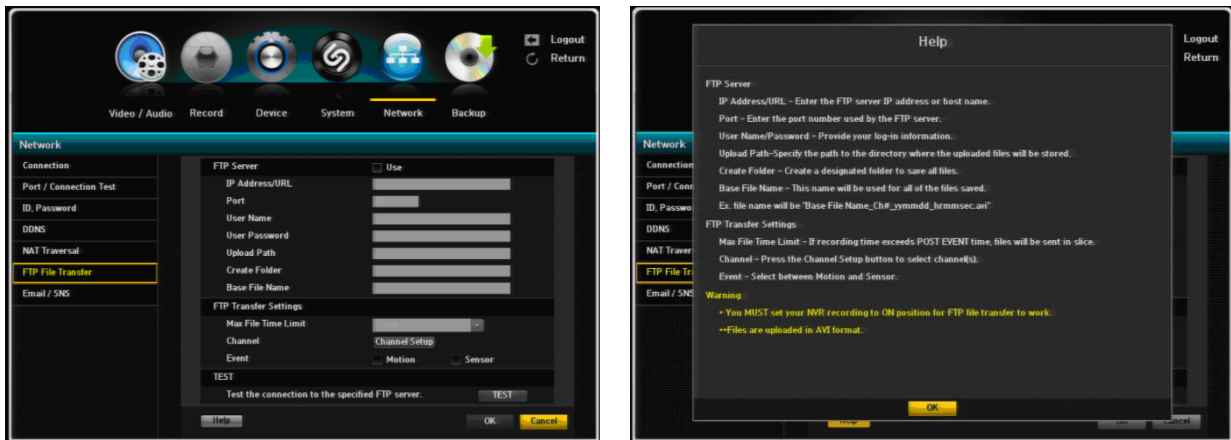 Logout
Return
Video / Audio Record Device System Network Backup
Network
Connection
Port / Connection Test
ID, Password
DDNS
NAT Traversal
FTP File Transfer
Email / SNS
FTP Server Use
IP Address/URL
Port
User Name
User Password
Upload Path
Create Folder
Base File Name
FTP Transfer Settings
Max File Time Limit
Channel Channel Setup
Event Motion Sensor
TEST
Test the connection to the specified FTP server. TEST
Help OK Cancel
Logout
Return
Help
FTP Server
IP Address/URL - Enter the FTP server IP address or host name.
Port - Enter the port number used by the FTP server.
User Name/Password - Provide your log-in information.
Upload Path-Specify the path to the directory where the uploaded files will be stored.
Create Folder - Create a designated folder to save all files.
Base File Name - This name will be used for all of the files saved.
Ex. file name will be "Base File Name_Ch#_yymmdd_hrmmsec.avi"
FTP Transfer Settings
Max File Time Limit - If recording time exceeds POST EVENT time, files will be sent in slice.
Channel - Press the Channel Setup button to select channel(s).
Event - Select between Motion and Sensor.
Warning
• You MUST set your NVR recording to ON position for FTP file transfer to work.
••Files are uploaded in AVI format.
OK
Network
Connection
Port / Conn
ID, Passwo
DDNS
NAT Traver
FTP File Tr
Email / SNS
Help OK Cancel